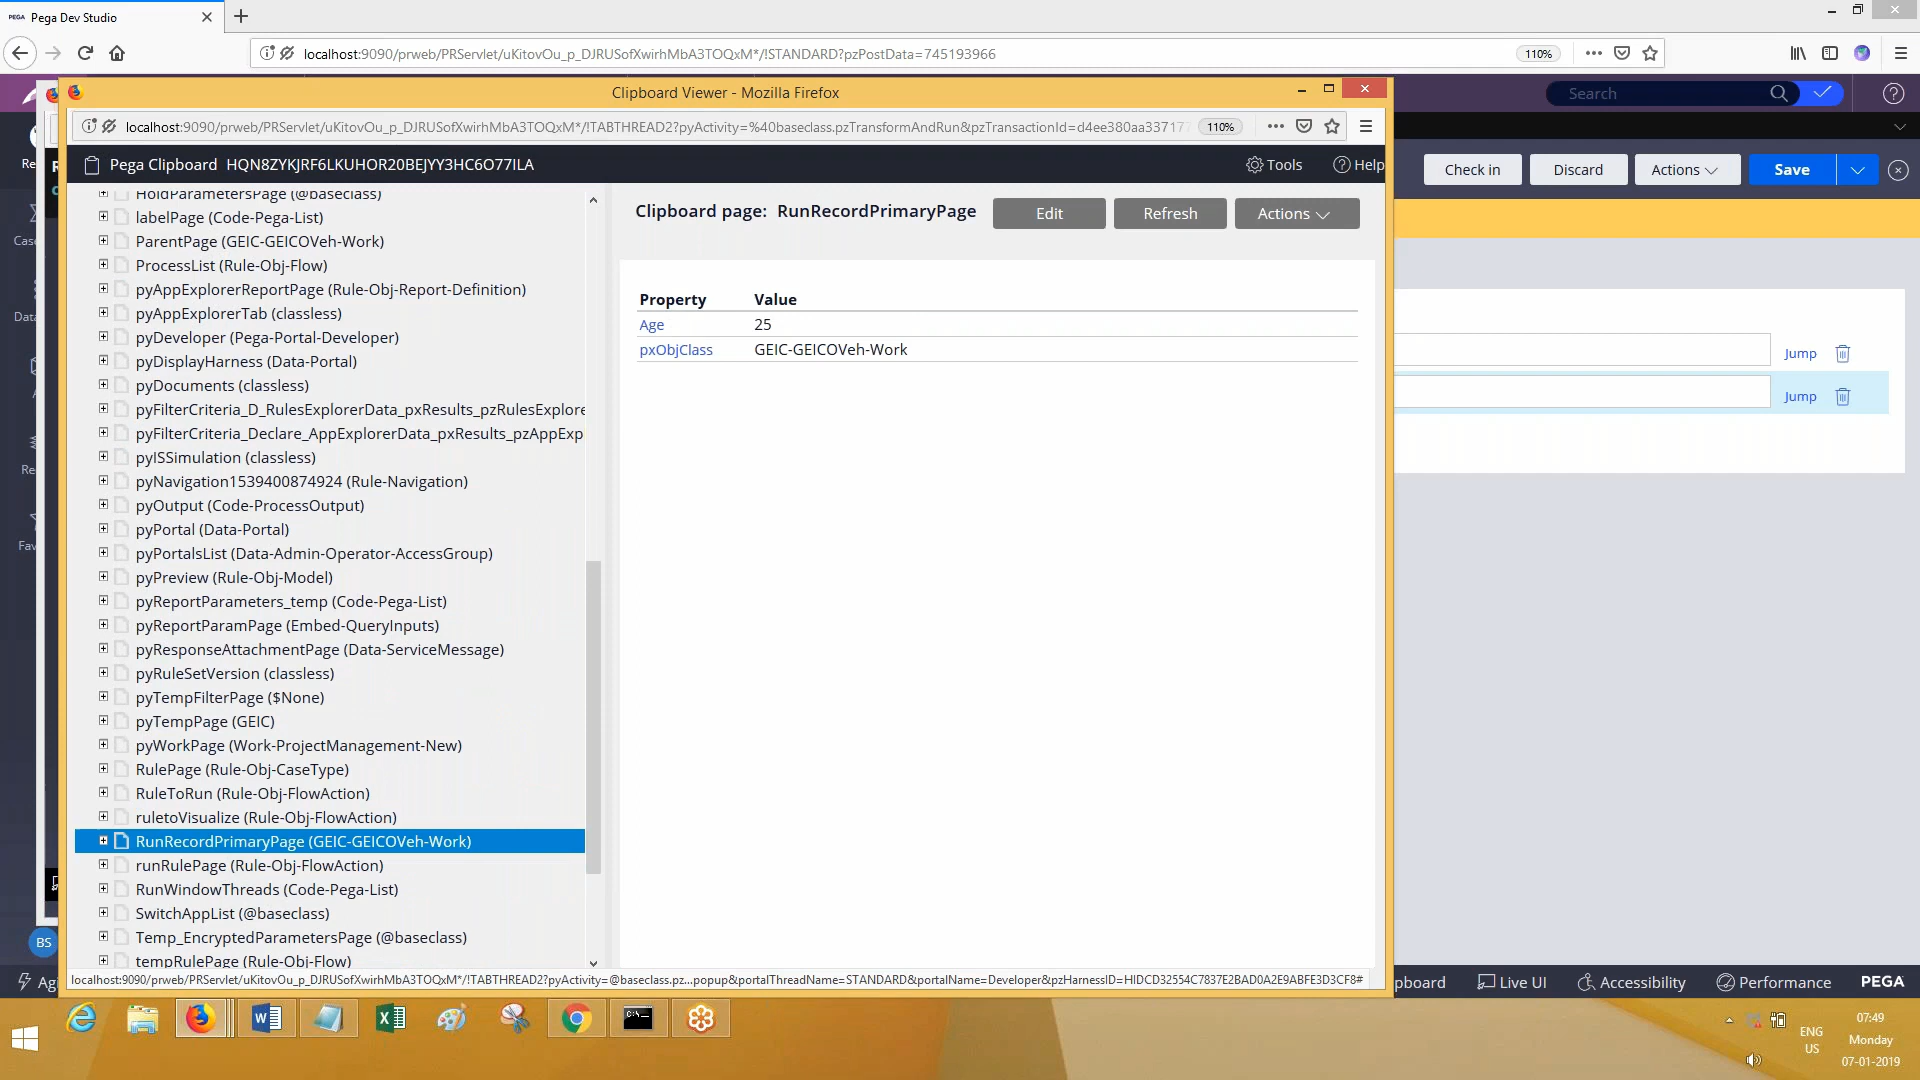 PEGA Pega Dev Studio
localhost:9090/prweb/PRServlet/uKitovOu_p_DJRUSofXwirhMbA3TOQxM*/!STANDARD?pzPostData=745193966
110%
Clipboard Viewer - Mozilla Firefox
Search
localhost:9090/prweb/PRServlet/uKitovOu_p_DJRUSofXwirhMbA3TOQxM*/!TABTHREAD2?pyActivity=%40baseclass.pzTransformAndRun&pzTransactionId=d4ee380aa337177
110%
Pega Clipboard HQN8ZYKJRF6LKUHOR20BEJYY3HC6O77ILA
Tools
Help
Check in
Discard
Actions
Save
HoldParametersPage (@baseclass)
labelPage (Code-Pega-List)
ParentPage (GEIC-GEICOVeh-Work)
ProcessList (Rule-Obj-Flow)
pyAppExplorerReportPage (Rule-Obj-Report-Definition)
pyAppExplorerTab (classless)
pyDeveloper (Pega-Portal-Developer)
pyDisplayHarness (Data-Portal)
pyDocuments (classless)
pyFilterCriteria_D_RulesExplorerData_pxResults_pzRulesExplore
pyFilterCriteria_Declare_AppExplorerData_pxResults_pzAppExp
pyISSimulation (classless)
pyNavigation1539400874924 (Rule-Navigation)
pyOutput (Code-ProcessOutput)
pyPortal (Data-Portal)
pyPortalsList (Data-Admin-Operator-AccessGroup)
pyPreview (Rule-Obj-Model)
pyReportParameters_temp (Code-Pega-List)
pyReportParamPage (Embed-QueryInputs)
pyResponseAttachmentPage (Data-ServiceMessage)
pyRuleSetVersion (classless)
pyTempFilterPage ($None)
pyTempPage (GEIC)
pyWorkPage (Work-ProjectManagement-New)
RulePage (Rule-Obj-CaseType)
RuleToRun (Rule-Obj-FlowAction)
ruletoVisualize (Rule-Obj-FlowAction)
RunRecordPrimaryPage (GEIC-GEICOVeh-Work)
runRulePage (Rule-Obj-FlowAction)
RunWindowThreads (Code-Pega-List)
SwitchAppList (@baseclass)
Temp_EncryptedParametersPage (@baseclass)
tempRulePage (Rule-Obj-Flow)
Clipboard page: RunRecordPrimaryPage
Edit
Refresh
Actions
Property Value
Age 25
pxObjClass GEIC-GEICOVeh-Work
Jump
Jump
Re
Cas
Data
Re
Fav
BS
localhost:9090/prweb/PRServlet/uKitovOu_p_DJRUSofXwirhMbA3TOQxM*/!TABTHREAD2?pyActivity=@baseclass.pz...popup&portalThreadName=STANDARD&portalName=Developer&pzHarnessID=HIDCD32554C7837E2BAD0A2E9ABFE3D3CF8#
Ag
pboard
Live UI
Accessibility
Performance
PEGA
ENG
US
07:49
Monday
07-01-2019